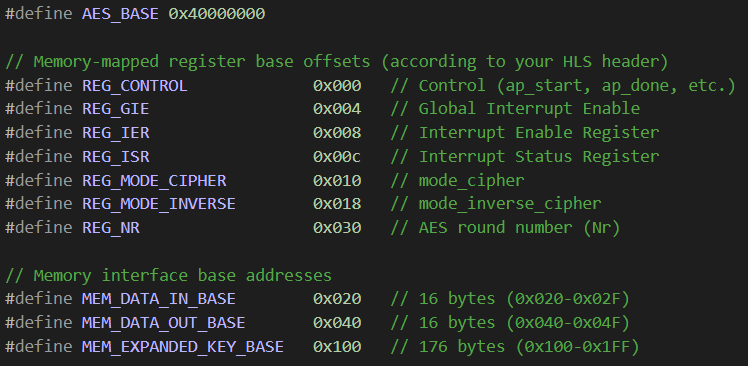 #define AES_BASE 0x40000000
// Memory-mapped register base offsets (according to your HLS header)
#define REG_CONTROL 0x000 // Control (ap_start, ap_done, etc.)
#define REG_GIE 0x004 // Global Interrupt Enable
#define REG_IER 0x008 // Interrupt Enable Register
#define REG_ISR 0x00c // Interrupt Status Register
#define REG_MODE_CIPHER 0x010 // mode_cipher
#define REG_MODE_INVERSE 0x018 // mode_inverse_cipher
#define REG_NR 0x030 // AES round number (Nr)
// Memory interface base addresses
#define MEM_DATA_IN_BASE 0x020 // 16 bytes (0x020-0x02F)
#define MEM_DATA_OUT_BASE 0x040 // 16 bytes (0x040-0x04F)
#define MEM_EXPANDED_KEY_BASE 0x100 // 176 bytes (0x100-0x1FF)